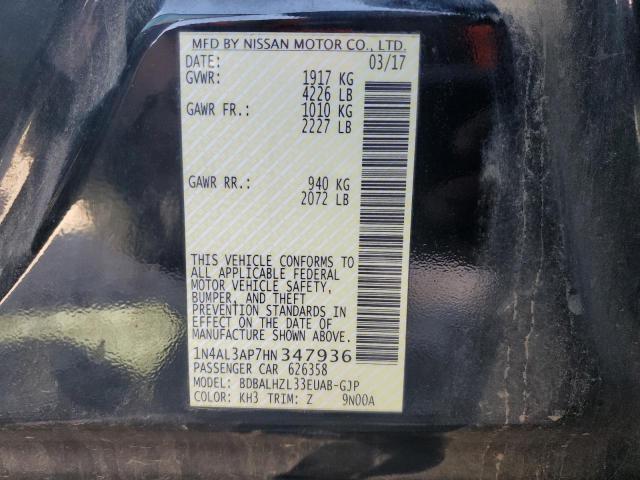 MFD BY NISSAN MOTOR CO., LTD.
DATE: 03/17
GVWR: 1917 KG
4226 LB
GAWR FR.: 1010 KG
2227 LB
GAWR RR.: 940 KG
2072 LB
THIS VEHICLE CONFORMS TO
ALL APPLICABLE FEDERAL
MOTOR VEHICLE SAFETY,
BUMPER, AND THEFT
PREVENTION STANDARDS IN
EFFECT ON THE DATE OF
MANUFACTURE SHOWN ABOVE.
1N4AL3AP7HN 347936
PASSENGER CAR 626358
MODEL: BDBALHZL33EUAB-GJP
COLOR: KH3 TRIM: Z 9N00A